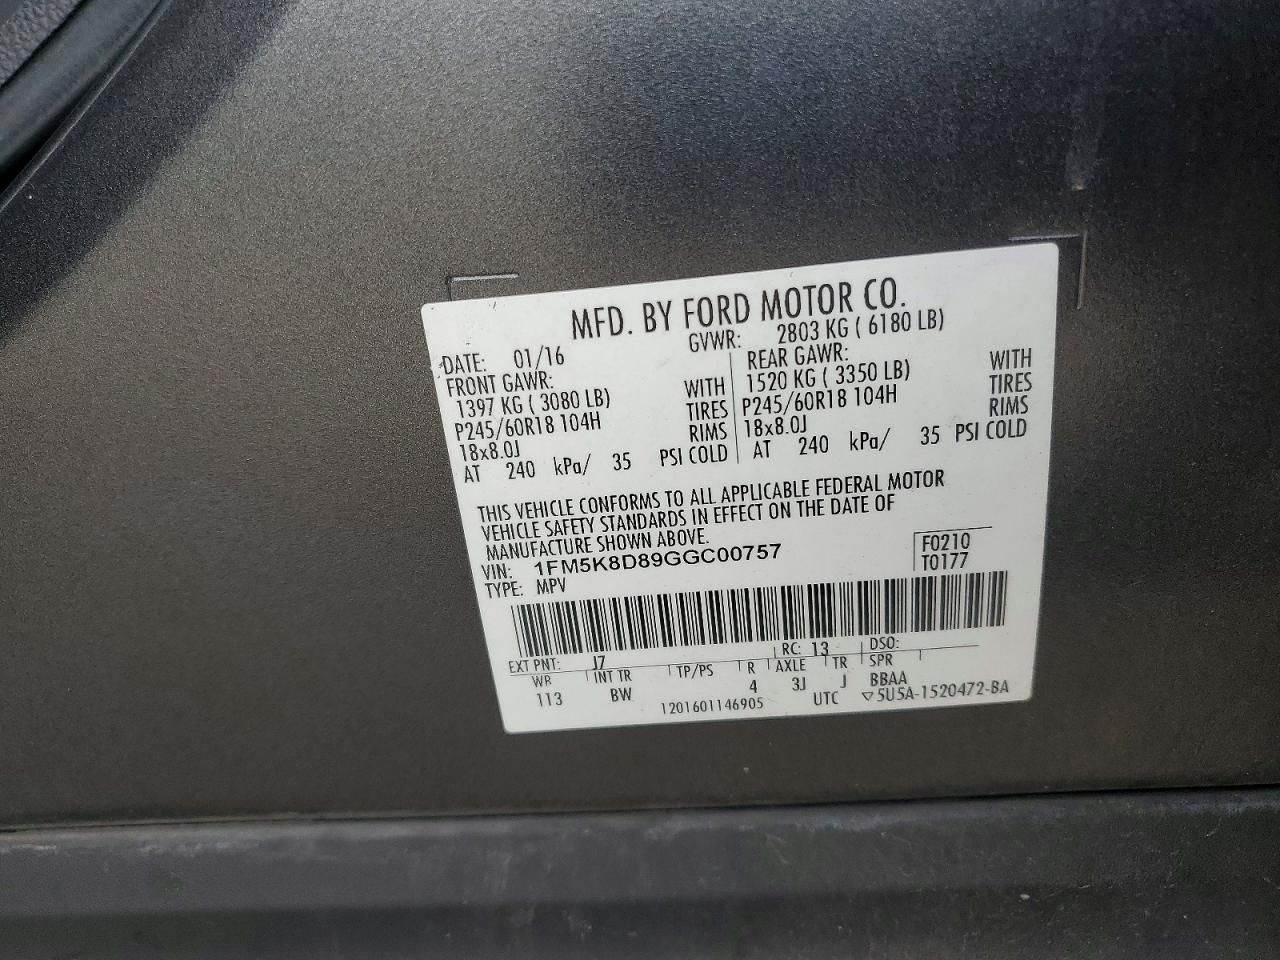 MFD. BY FORD MOTOR CO.
DATE: 01/16 GVWR: 2803 KG ( 6180 LB)
FRONT GAWR: REAR GAWR:
1397 KG ( 3080 LB) WITH 1520 KG ( 3350 LB) WITH
P245/60R18 104H TIRES P245/60R18 104H TIRES
18x8.0J RIMS 18x8.0J RIMS
AT 240 kPa/ 35 PSI COLD AT 240 kPa/ 35 PSI COLD
THIS VEHICLE CONFORMS TO ALL APPLICABLE FEDERAL MOTOR
VEHICLE SAFETY STANDARDS IN EFFECT ON THE DATE OF
MANUFACTURE SHOWN ABOVE.
VIN: 1FM5K8D89GGC00757 F0210
TYPE: MPV T0177
EXT PNT: J7 RC: 13 DSO:
WB INT TR TP/PS R AXLE TR SPR
113 BW 4 3J J BBAA
1201601146905 UTC ▽5U5A-1520472-BA